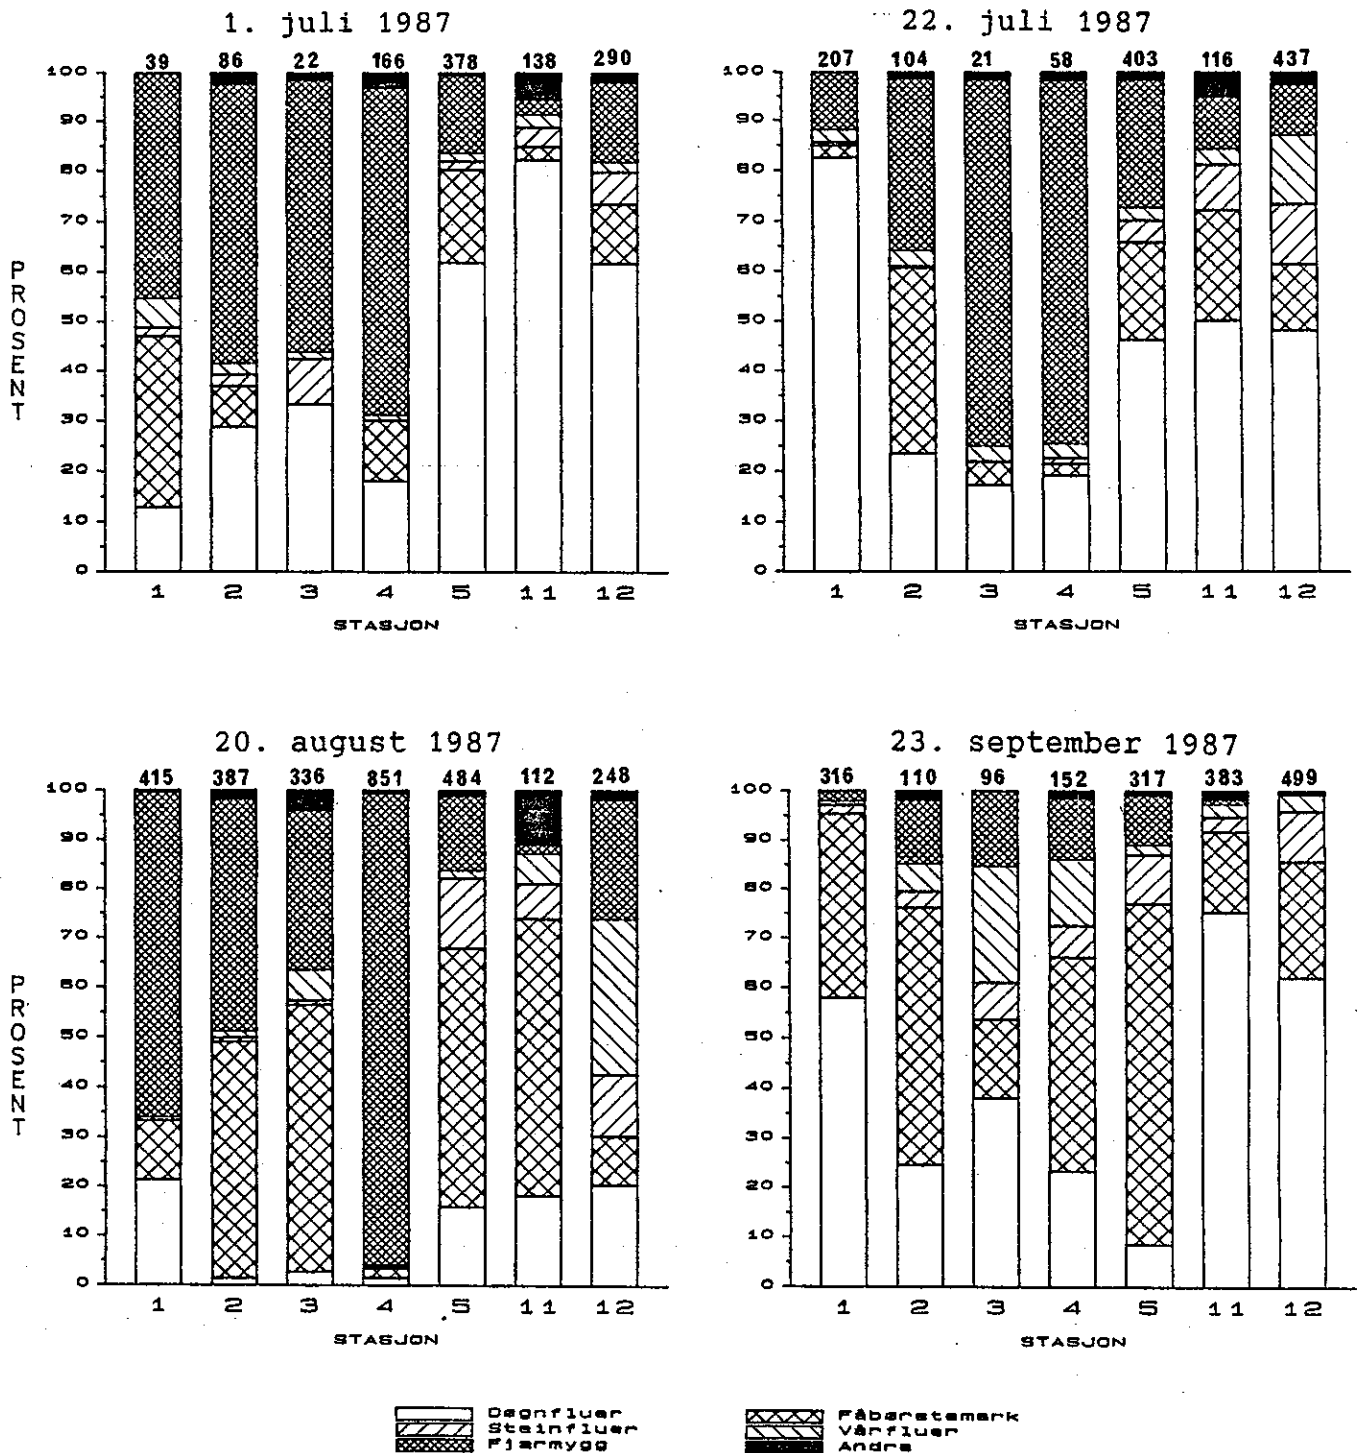 1. juli 1987
39 86 22 166 378 138 290
100
90
80
70
60
50
40
30
20
10
0
PROSENT
1 2 3 4 5 11 12
STASJON
22. juli 1987
207 104 21 58 403 116 437
100
90
80
70
60
50
40
30
20
10
0
1 2 3 4 5 11 12
STASJON
20. august 1987
415 387 336 851 484 112 248
100
90
80
70
60
50
40
30
20
10
0
PROSENT
1 2 3 4 5 11 12
STASJON
23. september 1987
316 110 96 152 317 383 499
100
90
80
70
60
50
40
30
20
10
0
1 2 3 4 5 11 12
STASJON
Døgnfluer
Steinfluer
Fjærmygg
Fåbørstemark
Vårfluer
Andre